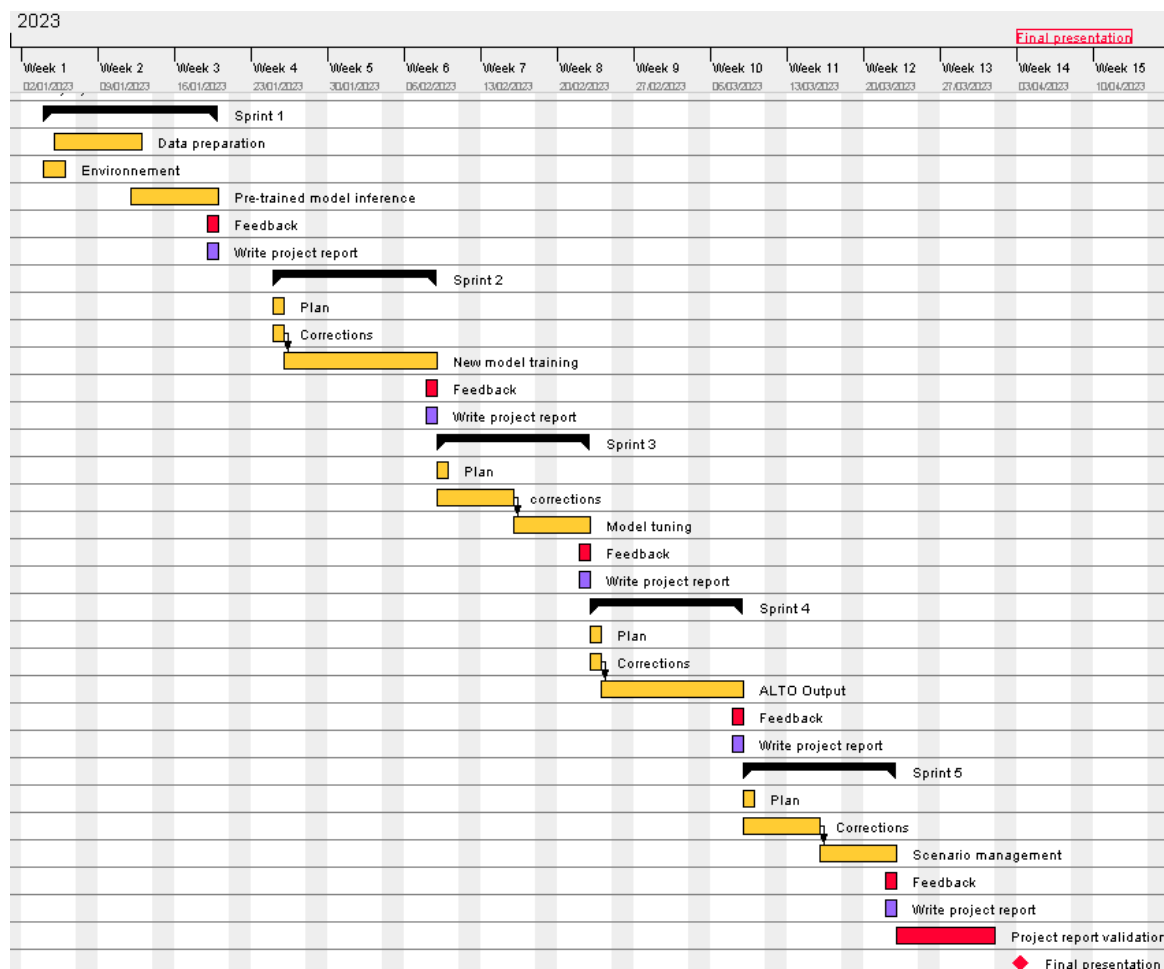 2023
Final presentation
Week 1 Week 2 Week 3 Week 4 Week 5 Week 6 Week 7 Week 8 Week 9 Week 10 Week 11 Week 12 Week 13 Week 14 Week 15
02/01/2023 09/01/2023 16/01/2023 23/01/2023 30/01/2023 06/02/2023 13/02/2023 20/02/2023 27/02/2023 06/03/2023 13/03/2023 20/03/2023 27/03/2023 03/04/2023 10/04/2023
Sprint 1
Data preparation
Environnement
Pre-trained model inference
Feedback
Write project report
Sprint 2
Plan
Corrections
New model training
Feedback
Write project report
Sprint 3
Plan
corrections
Model tuning
Feedback
Write project report
Sprint 4
Plan
Corrections
ALTO Output
Feedback
Write project report
Sprint 5
Plan
Corrections
Scenario management
Feedback
Write project report
Project report validation
Final presentation